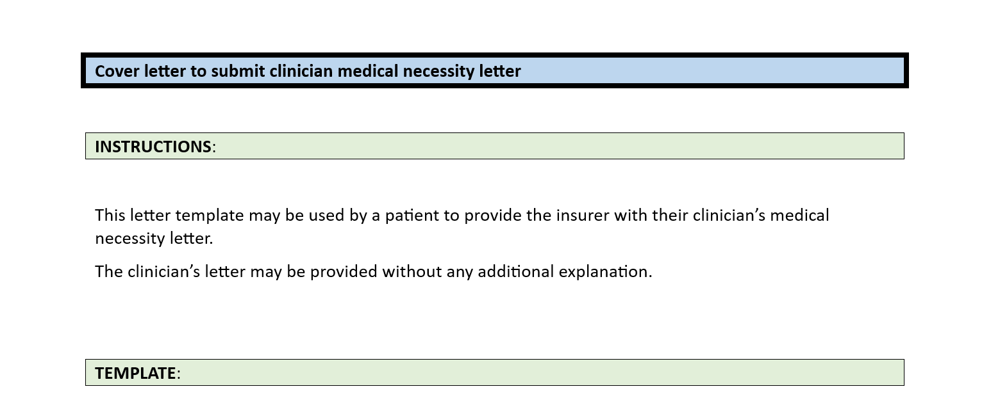 Cover letter to submit clinician medical necessity letter
INSTRUCTIONS:
This letter template may be used by a patient to provide the insurer with their clinician’s medical
necessity letter.
The clinician’s letter may be provided without any additional explanation.
TEMPLATE: